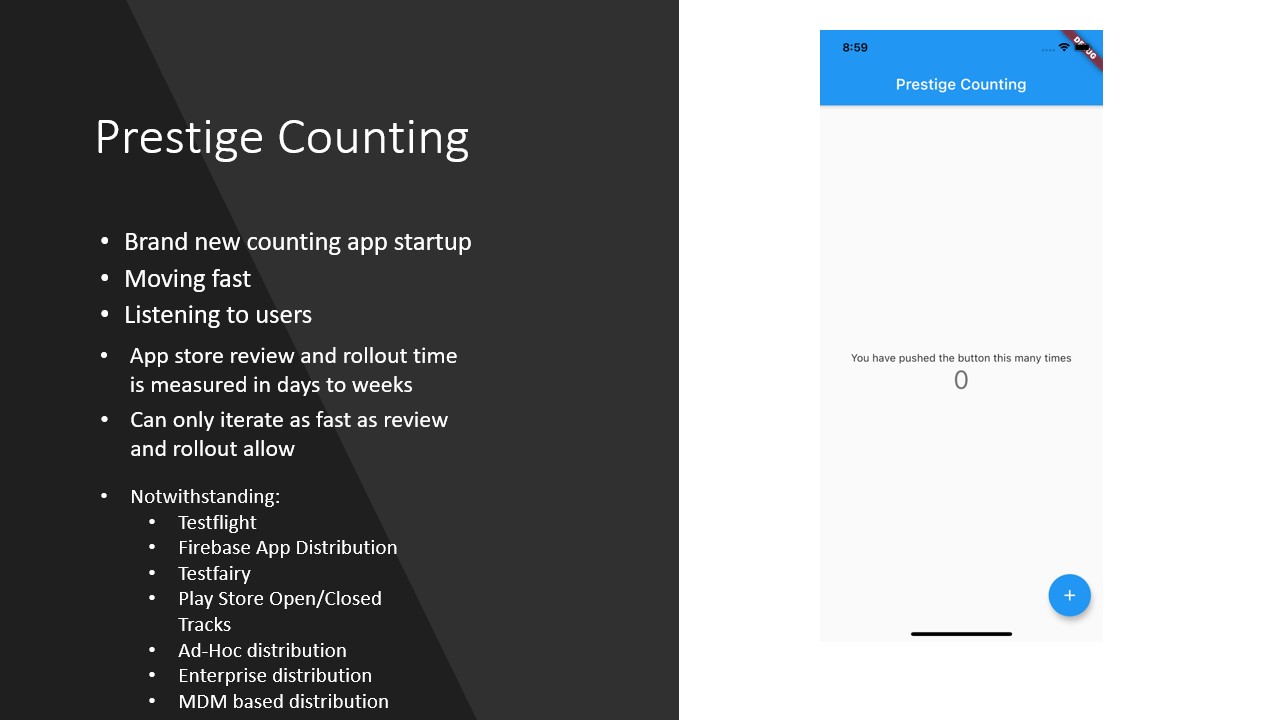 Prestige Counting
• Brand new counting app startup
• Moving fast
• Listening to users
• App store review and rollout time
is measured in days to weeks
• Can only iterate as fast as review
and rollout allow
• Notwithstanding:
• Testflight
• Firebase App Distribution
• Testfairy
• Play Store Open/Closed
Tracks
• Ad-Hoc distribution
• Enterprise distribution
• MDM based distribution
8:59
Prestige Counting
You have pushed the button this many times
0
+